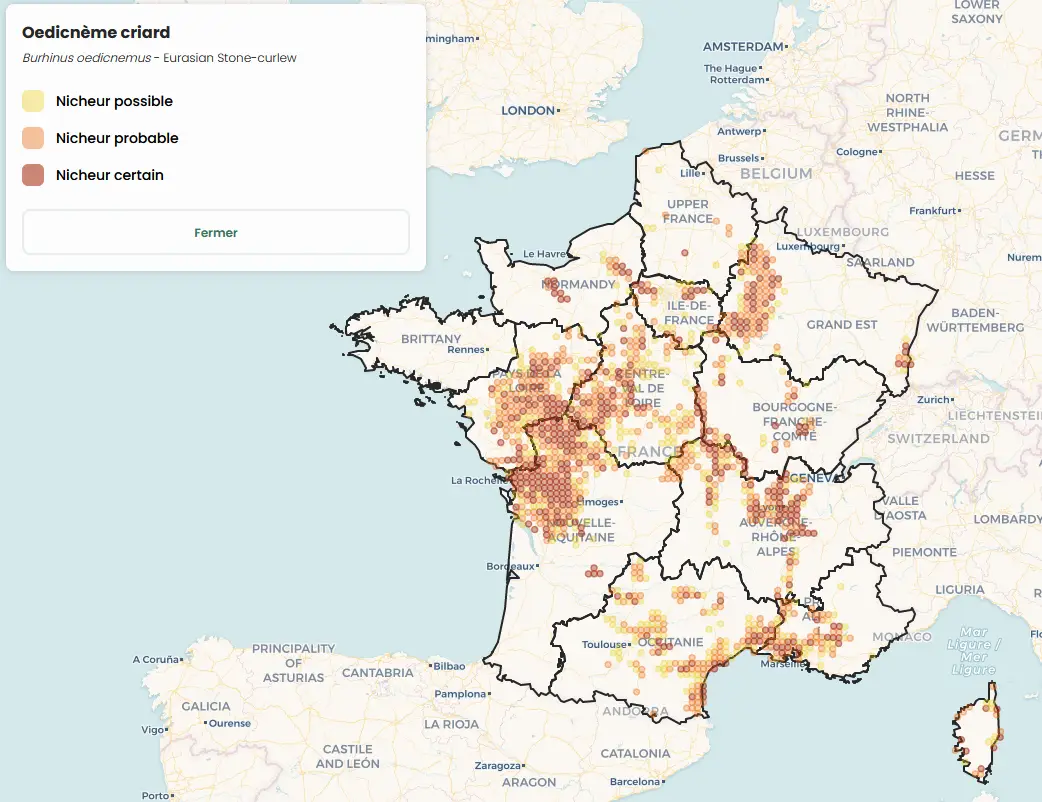 Oedicnème criard
Burhinus oedicnemus - Eurasian Stone-curlew
Nicheur possible
Nicheur probable
Nicheur certain
Fermer
LOWER
SAXONY
mingham
AMSTERDAM
The Hague
Rotterdam
LONDON
NORTH
RHINE-
WESTPHALIA
Antwerp
GERM
Brussels
Cologne
Lille
BELGIUM
HESSE
UPPER
FRANCE
Frankfurt
LUXEMBOURG
Luxembourg
Le Havre
SAARLAND
Nurem
NORMANDY
ILE-DE-
FRANCE
BADEN-
WÜRTTEMBERG
GRAND EST
BRITTANY
Rennes
PAYS DE LA
LOIRE
CENTRE-
VAL DE
LOIRE
Zurich
BOURGOGNE-
FRANCHE-
COMTÉ
LIECHTENSTEI
SWITZERLAND
FRANCE
La Rochelle
GENEVA
Limoges
VALLE
D'AOSTA
Lyon
LOMBARDY
NOUVELLE-
AQUITAINE
AUVERGNE-
RHÔNE-
ALPES
PIEMONTE
Bordeaux
LIGURIA
MONACO
Toulouse
OCCITANIE
Mar
Ligure /
Mer
Ligure
Marseille
PRINCIPALITY
OF
ASTURIAS
A Coruña
CANTABRIA
Bilbao
Pamplona
GALICIA
Ourense
ANDORRA
Vigo
LA RIOJA
CASTILE
AND LEÓN
CATALONIA
Zaragoza
ARAGON
Barcelona
Porto